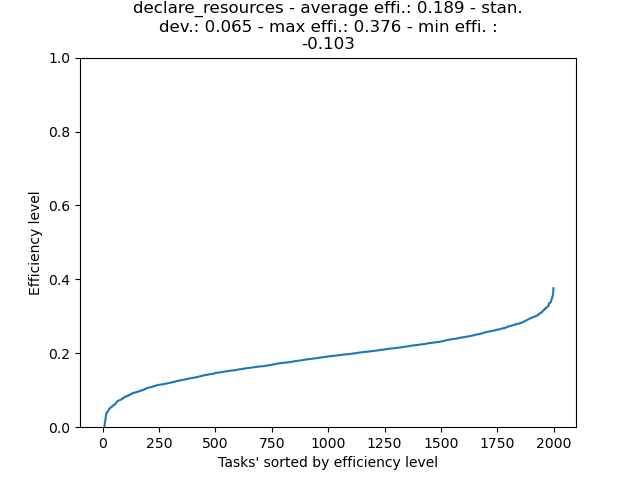 declare_resources - average effi.: 0.189 - stan.
dev.: 0.065 - max effi.: 0.376 - min effi. :
-0.103
1.0
0.8
0.6
0.4
0.2
0.0
Efficiency level
0 250 500 750 1000 1250 1500 1750 2000
Tasks' sorted by efficiency level